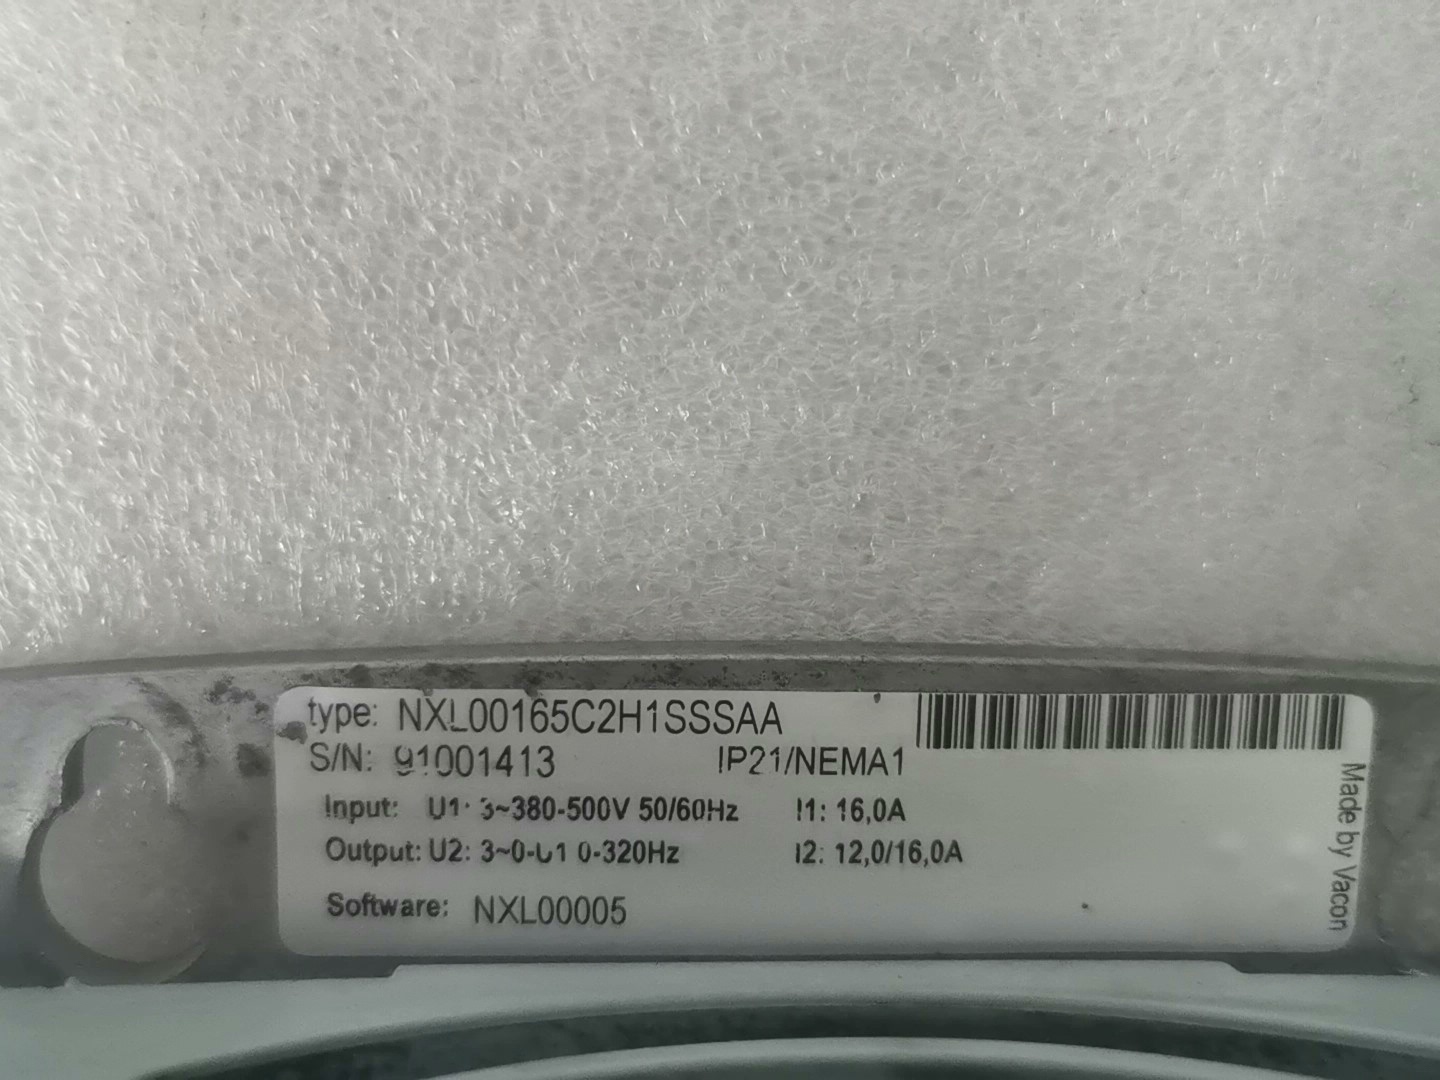 type: NXL00165C2H1SSSAA
S/N: 91001413 IP21/NEMA1
Input: U1: 3~380-500V 50/60Hz I1: 16,0A
Output: U2: 3~0-U1 0-320Hz I2: 12,0/16,0A
Software: NXL00005
Made by Vacon